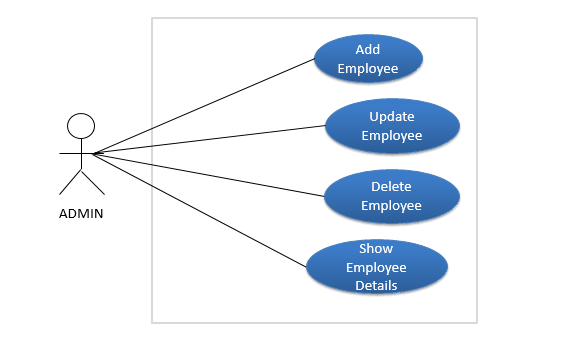 Add
Employee
Update
Employee
Delete
Employee
ADMIN
Show
Employee
Details